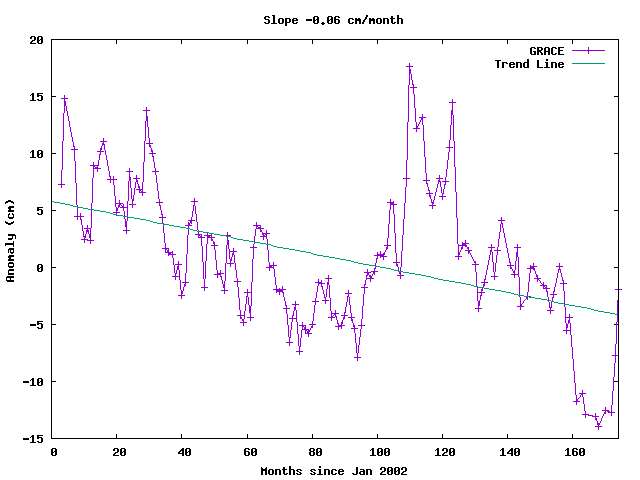 Slope -0.06 cm/month
GRACE
Trend Line
Anomaly (cm)
20
15
10
5
0
-5
-10
-15
0 20 40 60 80 100 120 140 160
Months since Jan 2002